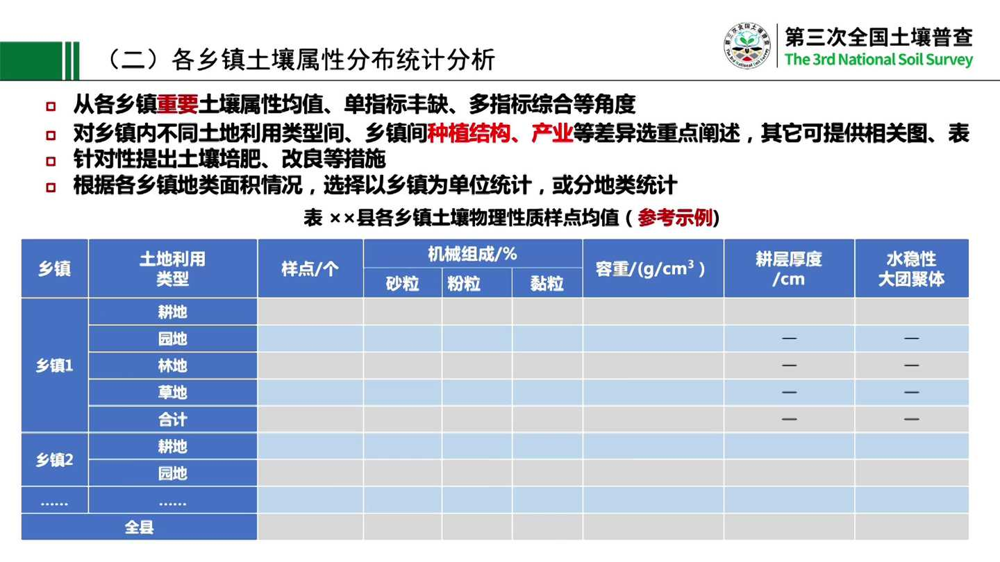 （二）各乡镇土壤属性分布统计分析
第三次全国土壤普查
The 3rd National Soil Survey
从各乡镇重要土壤属性均值、单指标丰缺、多指标综合等角度
对乡镇内不同土地利用类型间、乡镇间种植结构、产业等差异选重点阐述，其它可提供相关图、表
针对性提出土壤培肥、改良等措施
根据各乡镇地类面积情况，选择以乡镇为单位统计，或分地类统计
表 ××县各乡镇土壤物理性质样点均值（参考示例)
乡镇
土地利用
类型
样点/个
机械组成/%
砂粒
粉粒
黏粒
容重/(g/cm³)
耕层厚度
/cm
水稳性
大团聚体
乡镇1
耕地
园地 — —
林地 — —
草地 — —
合计 — —
乡镇2
耕地
园地
…… ……
全县